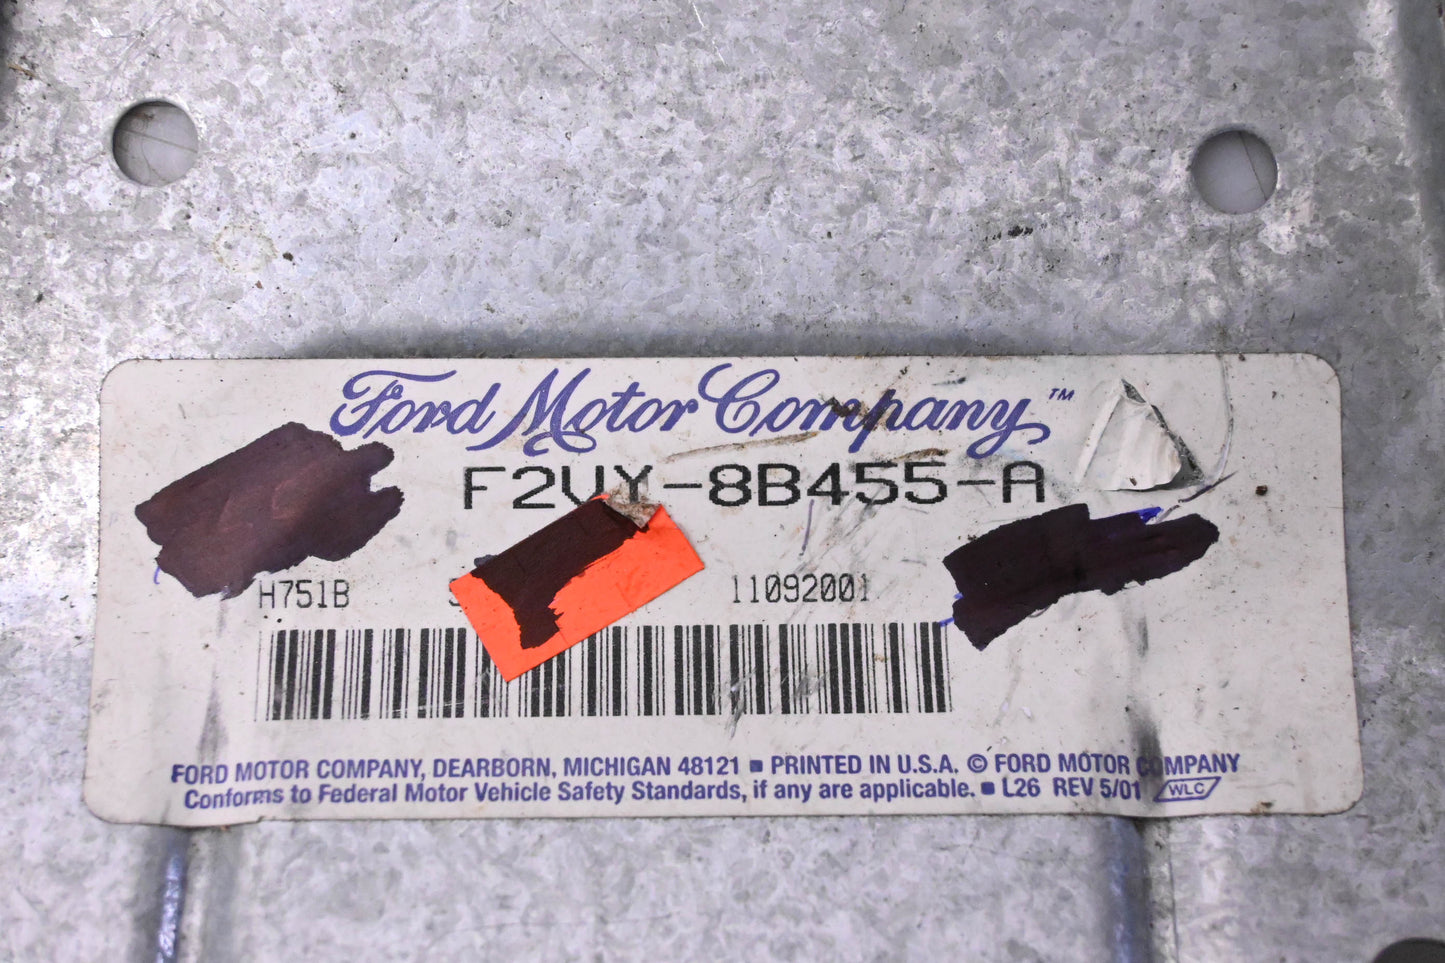 Ford Motor Company™
F2VY-8B455-A
H751B 11092001
FORD MOTOR COMPANY, DEARBORN, MICHIGAN 48121 ■ PRINTED IN U.S.A. © FORD MOTOR COMPANY
Conforms to Federal Motor Vehicle Safety Standards, if any are applicable. ■ L26 REV 5/01 WLC